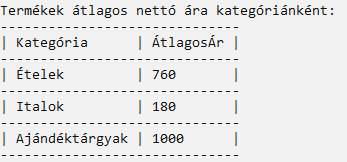 Termékek átlagos nettó ára kategóriánként:
------------------------------
| Kategória      | ÁtlagosÁr |
------------------------------
| Ételek         | 760       |
------------------------------
| Italok         | 180       |
------------------------------
| Ajándéktárgyak | 1000      |
------------------------------